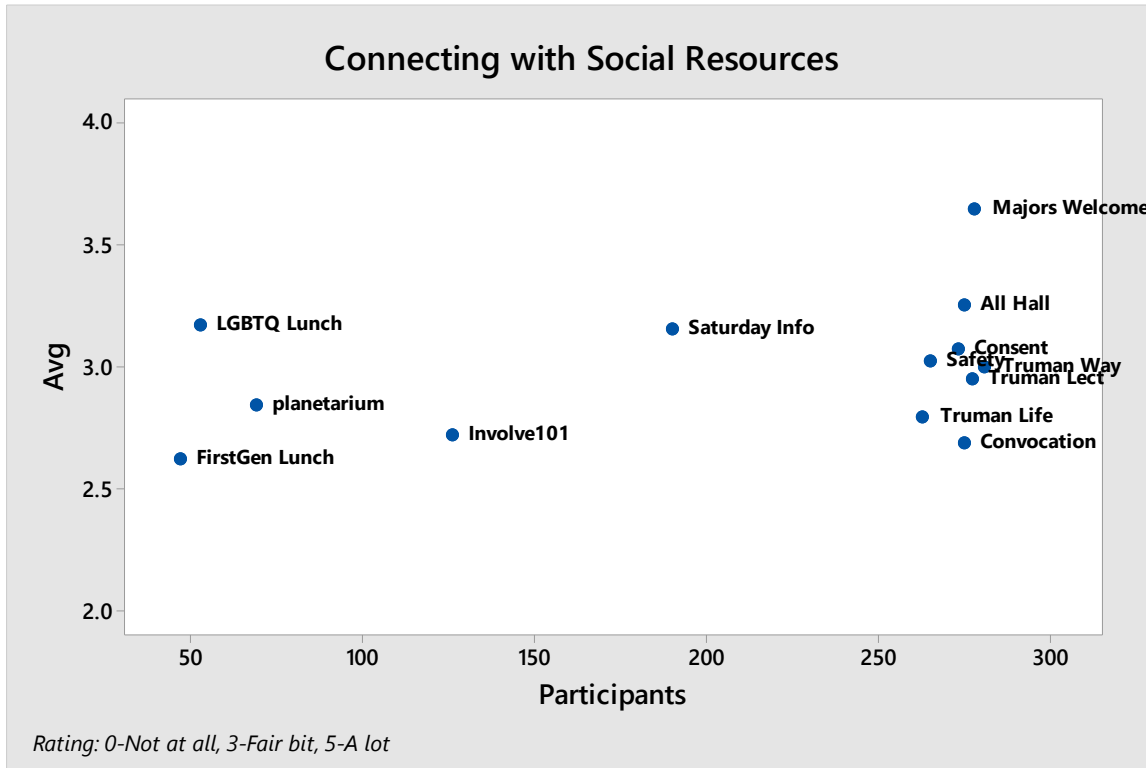 Connecting with Social Resources
4.0
3.5
3.0
2.5
2.0
Avg
Majors Welcome
All Hall
LGBTQ Lunch
Saturday Info
Consent
Safety
Truman Way
Truman Lect
planetarium
Truman Life
Involve101
Convocation
FirstGen Lunch
50 100 150 200 250 300
Participants
Rating: 0-Not at all, 3-Fair bit, 5-A lot